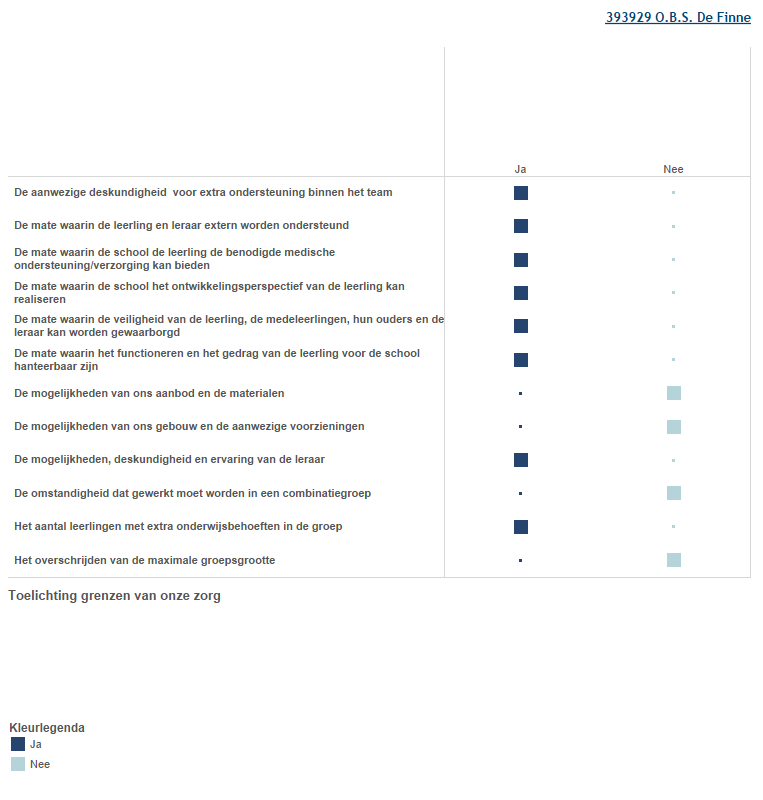 393929 O.B.S. De Finne
Ja Nee
De aanwezige deskundigheid  voor extra ondersteuning binnen het team
De mate waarin de leerling en leraar extern worden ondersteund
De mate waarin de school de leerling de benodigde medische
ondersteuning/verzorging kan bieden
De mate waarin de school het ontwikkelingsperspectief van de leerling kan
realiseren
De mate waarin de veiligheid van de leerling, de medeleerlingen, hun ouders en de
leraar kan worden gewaarborgd
De mate waarin het functioneren en het gedrag van de leerling voor de school
hanteerbaar zijn
De mogelijkheden van ons aanbod en de materialen
De mogelijkheden van ons gebouw en de aanwezige voorzieningen
De mogelijkheden, deskundigheid en ervaring van de leraar
De omstandigheid dat gewerkt moet worden in een combinatiegroep
Het aantal leerlingen met extra onderwijsbehoeften in de groep
Het overschrijden van de maximale groepsgrootte
Toelichting grenzen van onze zorg
Kleurlegenda
Ja
Nee